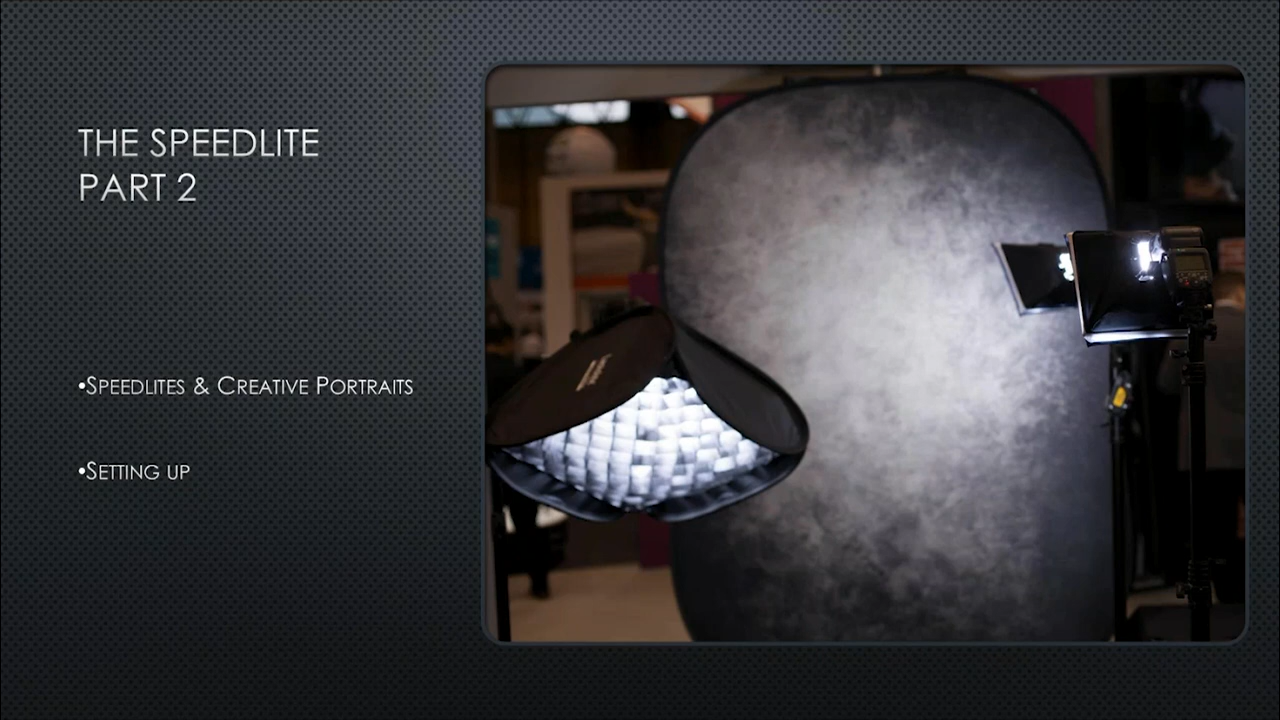 THE SPEEDLITE
PART 2
•SPEEDLITES & CREATIVE PORTRAITS
•SETTING UP